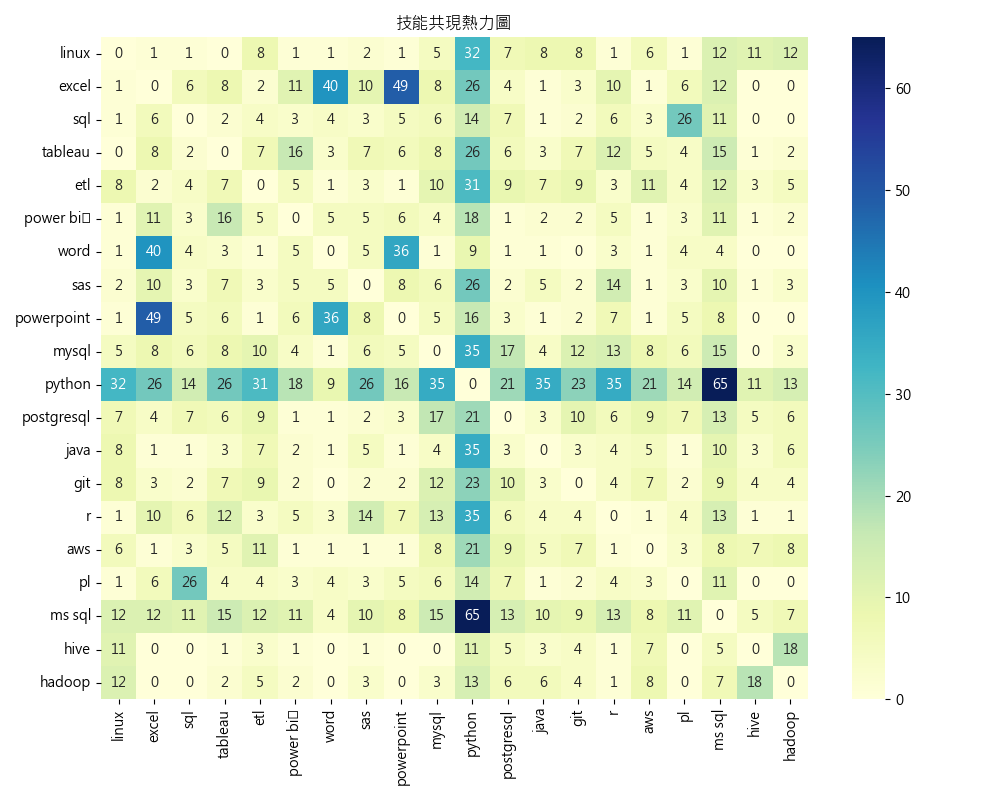 技能共現熱力圖
linux 0 1 1 0 8 1 1 2 1 5 32 7 8 8 1 6 1 12 11 12
excel 1 0 6 8 2 11 40 10 49 8 26 4 1 3 10 1 6 12 0 0
sql 1 6 0 2 4 3 4 3 5 6 14 7 1 2 6 3 26 11 0 0
tableau 0 8 2 0 7 16 3 7 6 8 26 6 3 7 12 5 4 15 1 2
etl 8 2 4 7 0 5 1 3 1 10 31 9 7 9 3 11 4 12 3 5
power bi▯ 1 11 3 16 5 0 5 5 6 4 18 1 2 2 5 1 3 11 1 2
word 1 40 4 3 1 5 0 5 36 1 9 1 1 0 3 1 4 4 0 0
sas 2 10 3 7 3 5 5 0 8 6 26 2 5 2 14 1 3 10 1 3
powerpoint 1 49 5 6 1 6 36 8 0 5 16 3 1 2 7 1 5 8 0 0
mysql 5 8 6 8 10 4 1 6 5 0 35 17 4 12 13 8 6 15 0 3
python 32 26 14 26 31 18 9 26 16 35 0 21 35 23 35 21 14 65 11 13
postgresql 7 4 7 6 9 1 1 2 3 17 21 0 3 10 6 9 7 13 5 6
java 8 1 1 3 7 2 1 5 1 4 35 3 0 3 4 5 1 10 3 6
git 8 3 2 7 9 2 0 2 2 12 23 10 3 0 4 7 2 9 4 4
r 1 10 6 12 3 5 3 14 7 13 35 6 4 4 0 1 4 13 1 1
aws 6 1 3 5 11 1 1 1 1 8 21 9 5 7 1 0 3 8 7 8
pl 1 6 26 4 4 3 4 3 5 6 14 7 1 2 4 3 0 11 0 0
ms sql 12 12 11 15 12 11 4 10 8 15 65 13 10 9 13 8 11 0 5 7
hive 11 0 0 1 3 1 0 1 0 0 11 5 3 4 1 7 0 5 0 18
hadoop 12 0 0 2 5 2 0 3 0 3 13 6 6 4 1 8 0 7 18 0
linux excel sql tableau etl power bi▯ word sas powerpoint mysql python postgresql java git r aws pl ms sql hive hadoop
60
50
40
30
20
10
0